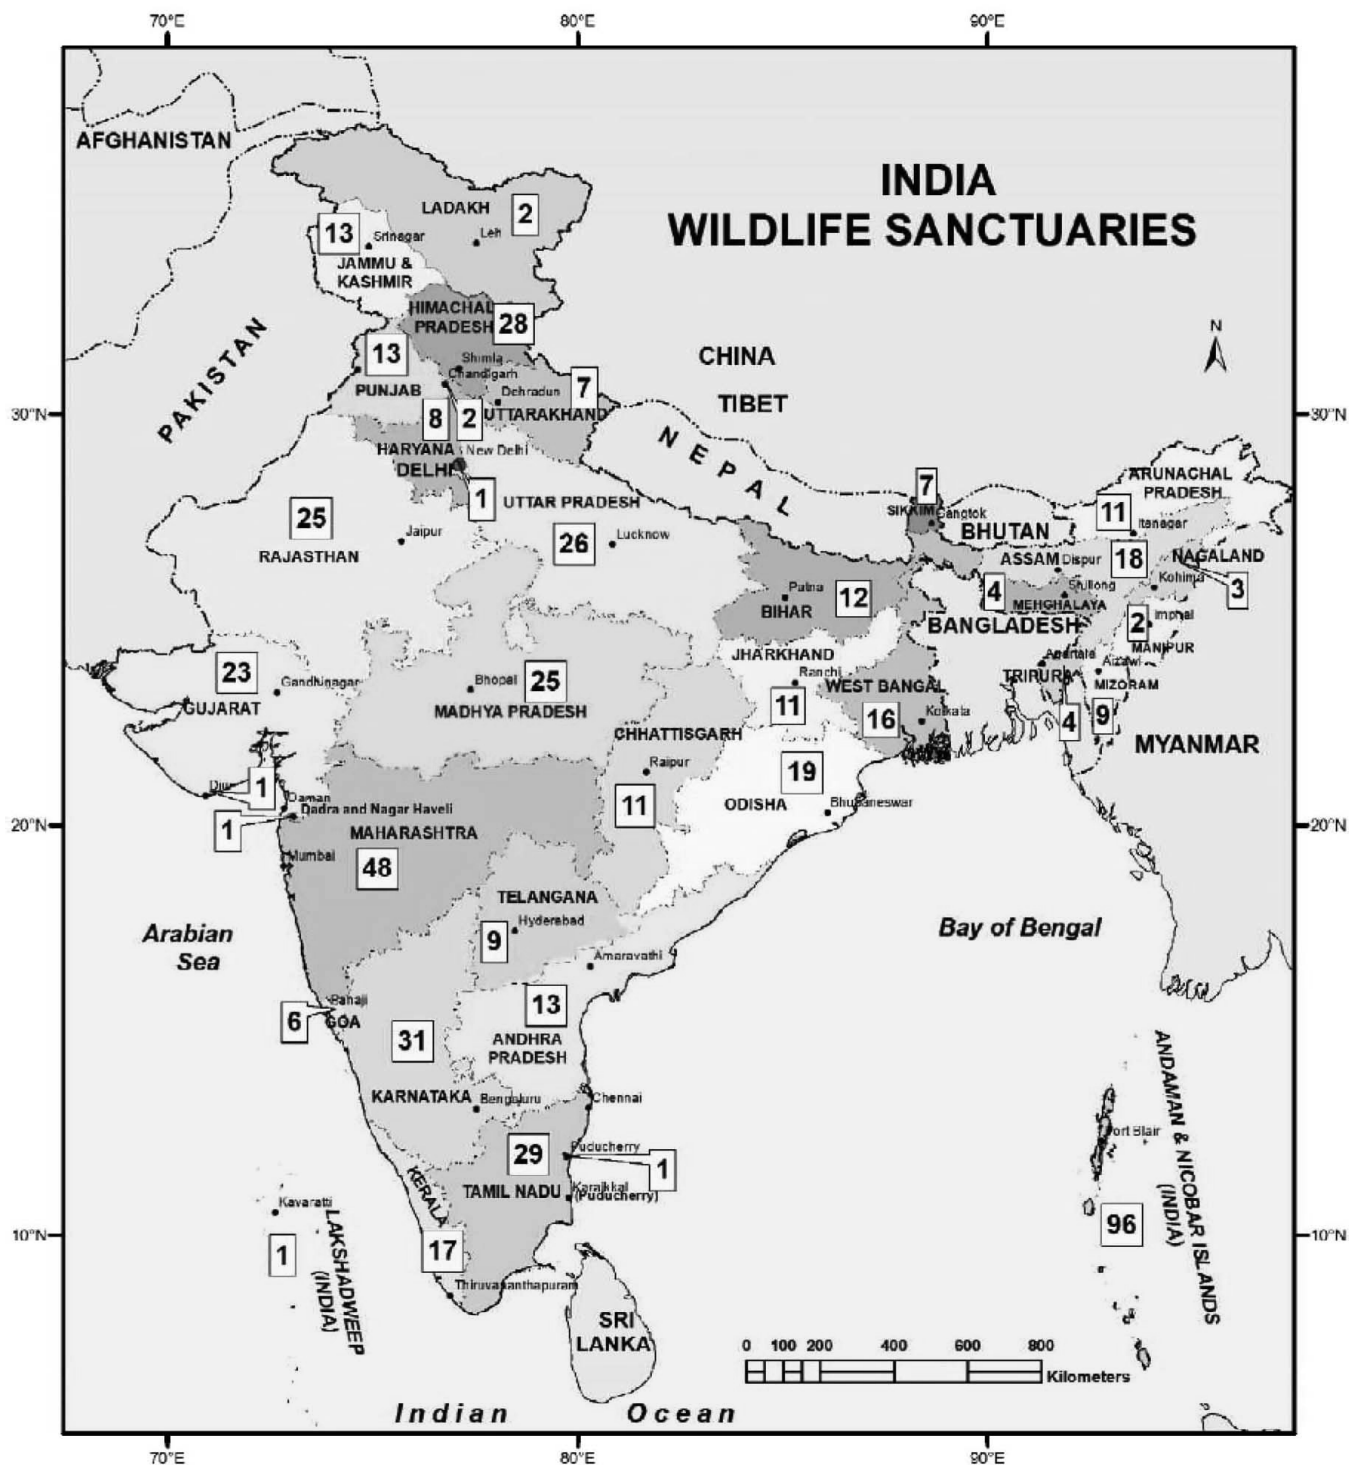 70°E 80°E 90°E
AFGHANISTAN
INDIA
WILDLIFE SANCTUARIES
LADAKH 2
Leh
13 Srinagar
JAMMU &
KASHMIR
HIMACHAL
PRADESH 28
N
PAKISTAN
CHINA
TIBET
13
Shimla
Chandigarh
PUNJAB
7
Dehradun
30°N 30°N
8 2 UTTARAKHAND
NEPAL
HARYANA New Delhi
DELHI
1 UTTAR PRADESH
ARUNACHAL
PRADESH
7
SIKKIM Gangtok
BHUTAN
11 Itanagar
25 Jaipur
RAJASTHAN
26 Lucknow
ASSAM Dispur 18
NAGALAND
Kohima 3
Patna 12
BIHAR
4 Shillong
MEHGHALAYA
BANGLADESH
2 Imphal
MANIPUR
JHARKHAND
Ranchi
11
Agartala
TRIPURA
Aizawl
MIZORAM
4 9
23 Gandhinagar
GUJARAT
Bhopal 25
MADHYA PRADESH
WEST BANGAL
16 Kolkata
MYANMAR
CHHATTISGARH
Raipur
11
19
ODISHA
Bhubaneswar
Diu 1
Daman
Dadra and Nagar Haveli
1
20°N 20°N
MAHARASHTRA
Mumbai 48
TELANGANA
Hyderabad
9
Arabian
Sea
Bay of Bengal
Amaravathi
Panaji
6 GOA
13
ANDHRA
PRADESH
31
KARNATAKA Bengaluru
Chennai
29 Puducherry
1
TAMIL NADU Karaikkal
(Puducherry)
KERALA
17
Thiruvananthapuram
Kavaratti
1
LAKSHADWEEP
(INDIA)
ANDAMAN & NICOBAR ISLANDS
(INDIA)
Port Blair
96
10°N 10°N
SRI
LANKA
0 100 200 400 600 800
Kilometers
Indian Ocean
70°E 80°E 90°E